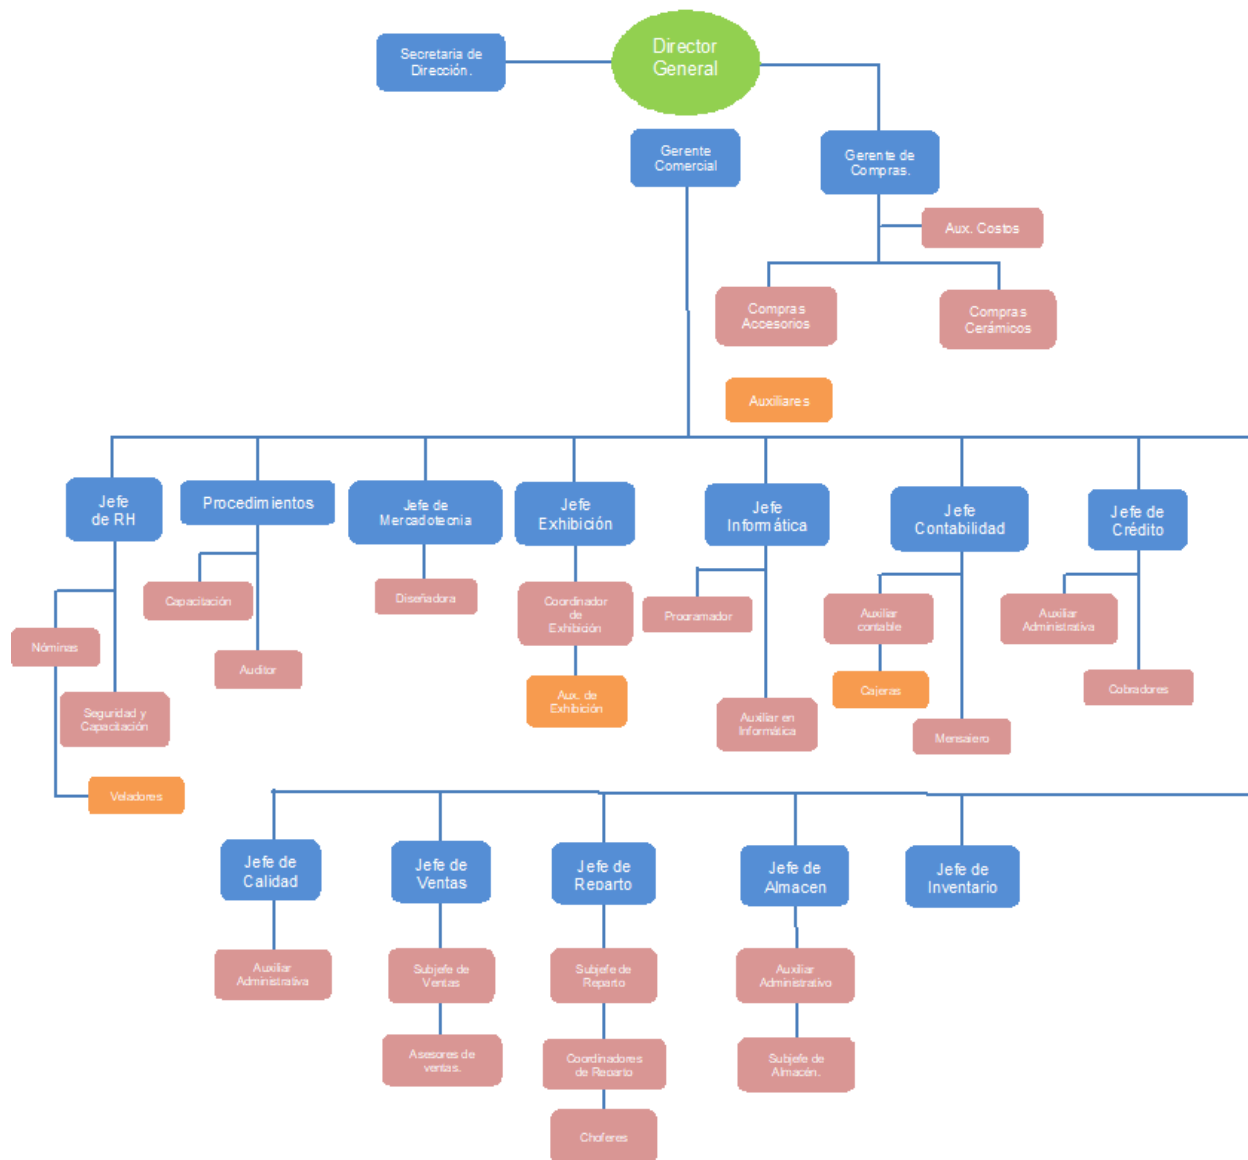 Secretaria de
Dirección.
Director
General
Gerente
Comercial
Gerente de
Compras.
Aux. Costos
Compras
Accesorios
Compras
Cerámicos
Auxiliares
Jefe
de RH
Procedimientos
Jefe de
Mercadotecnia
Jefe
Exhibición
Jefe
Informática
Jefe
Contabilidad
Jefe de
Crédito
Nóminas
Seguridad y
Capacitación
Veladores
Capacitación
Auditor
Diseñadora
Coordinador
de
Exhibición
Aux. de
Exhibición
Programador
Auxiliar en
Informática
Auxiliar
contable
Cajeras
Mensajero
Auxiliar
Administrativa
Cobradores
Jefe de
Calidad
Jefe de
Ventas
Jefe de
Reparto
Jefe de
Almacen
Jefe de
Inventario
Auxiliar
Administrativa
Subjefe de
Ventas
Asesores de
ventas.
Subjefe de
Reparto
Coordinadores
de Reparto
Choferes
Auxiliar
Administrativo
Subjefe de
Almacén.